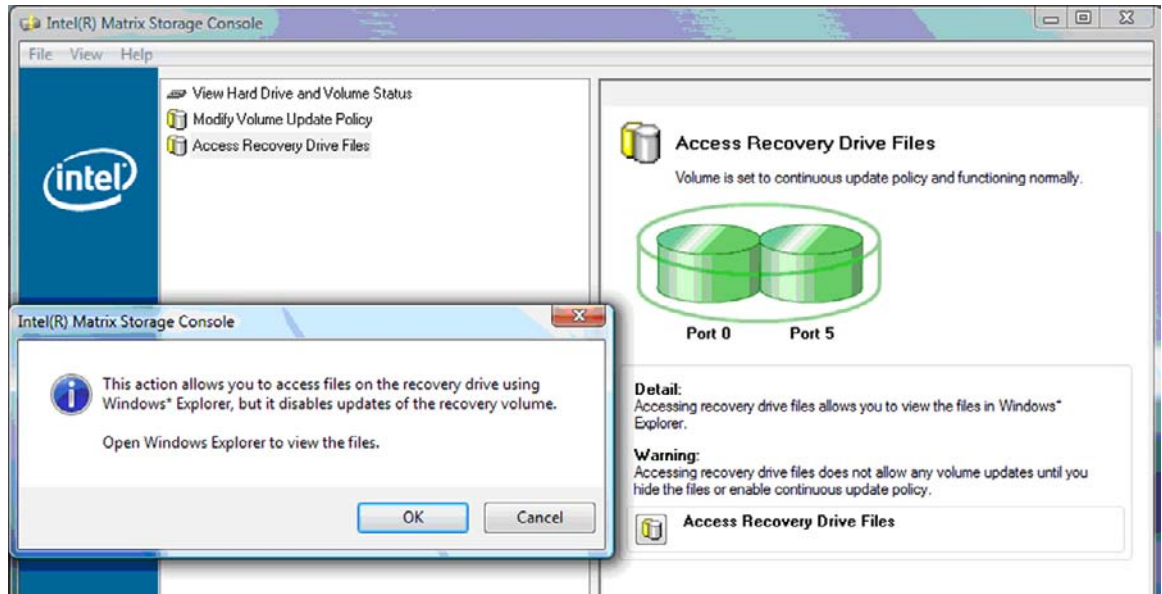 Intel(R) Matrix Storage Console
File View Help
View Hard Drive and Volume Status
Modify Volume Update Policy
Access Recovery Drive Files
intel
Access Recovery Drive Files
Volume is set to continuous update policy and functioning normally.
Port 0 Port 5
Detail:
Accessing recovery drive files allows you to view the files in Windows*
Explorer.
Warning:
Accessing recovery drive files does not allow any volume updates until you
hide the files or enable continuous update policy.
Access Recovery Drive Files
Intel(R) Matrix Storage Console
This action allows you to access files on the recovery drive using
Windows* Explorer, but it disables updates of the recovery volume.
Open Windows Explorer to view the files.
OK Cancel